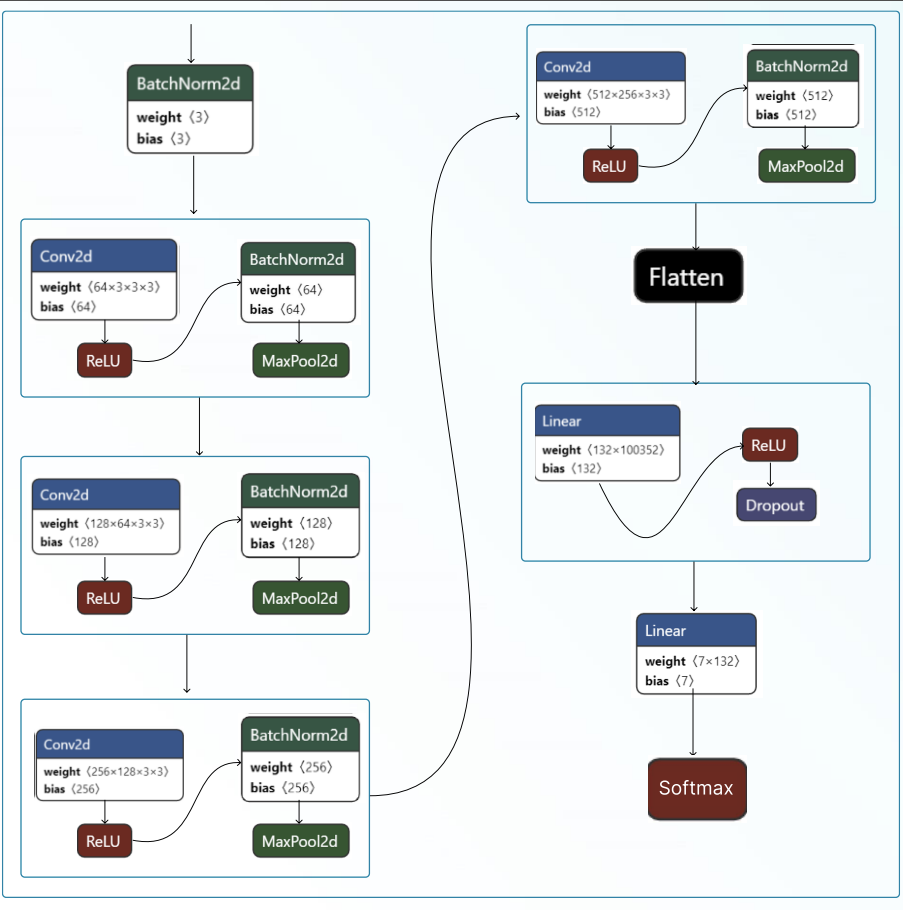 BatchNorm2d
weight 〈3〉
bias 〈3〉
Conv2d
weight 〈64×3×3×3〉
bias 〈64〉
ReLU
BatchNorm2d
weight 〈64〉
bias 〈64〉
MaxPool2d
Conv2d
weight 〈128×64×3×3〉
bias 〈128〉
ReLU
BatchNorm2d
weight 〈128〉
bias 〈128〉
MaxPool2d
Conv2d
weight 〈256×128×3×3〉
bias 〈256〉
ReLU
BatchNorm2d
weight 〈256〉
bias 〈256〉
MaxPool2d
Conv2d
weight 〈512×256×3×3〉
bias 〈512〉
ReLU
BatchNorm2d
weight 〈512〉
bias 〈512〉
MaxPool2d
Flatten
Linear
weight 〈132×100352〉
bias 〈132〉
ReLU
Dropout
Linear
weight 〈7×132〉
bias 〈7〉
Softmax